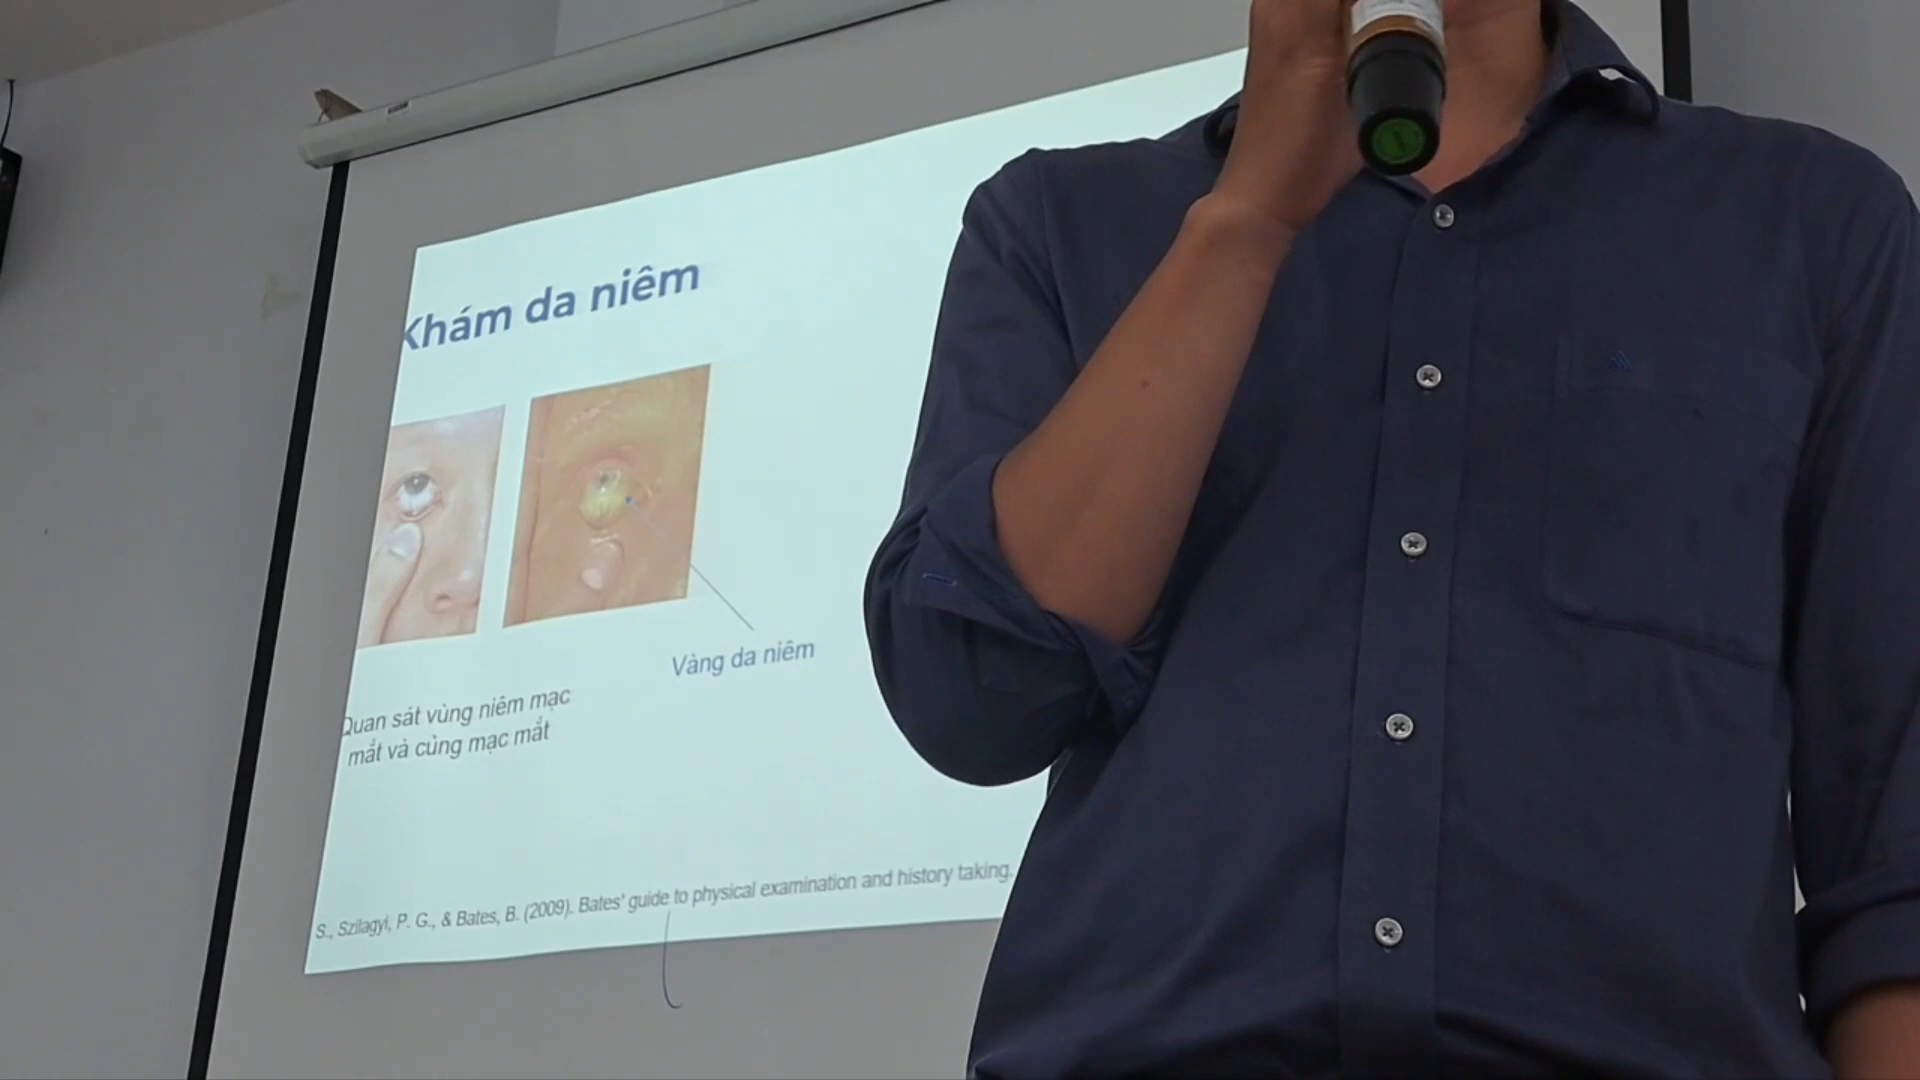 Khám da niêm
Vàng da niêm
Quan sát vùng niêm mạc
mắt và củng mạc mắt
S., Szilagyi, P. G., & Bates, B. (2009). Bates' guide to physical examination and history taking.